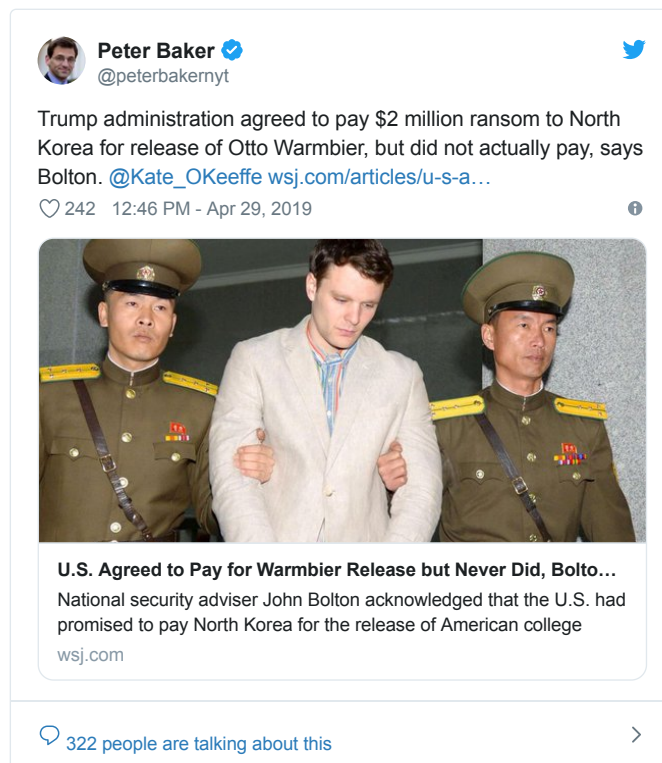 Peter Baker
@peterbakernyt
Trump administration agreed to pay $2 million ransom to North
Korea for release of Otto Warmbier, but did not actually pay, says
Bolton. @Kate_OKeeffe wsj.com/articles/u-s-a…
242 12:46 PM - Apr 29, 2019
U.S. Agreed to Pay for Warmbier Release but Never Did, Bolto…
National security adviser John Bolton acknowledged that the U.S. had
promised to pay North Korea for the release of American college
wsj.com
322 people are talking about this